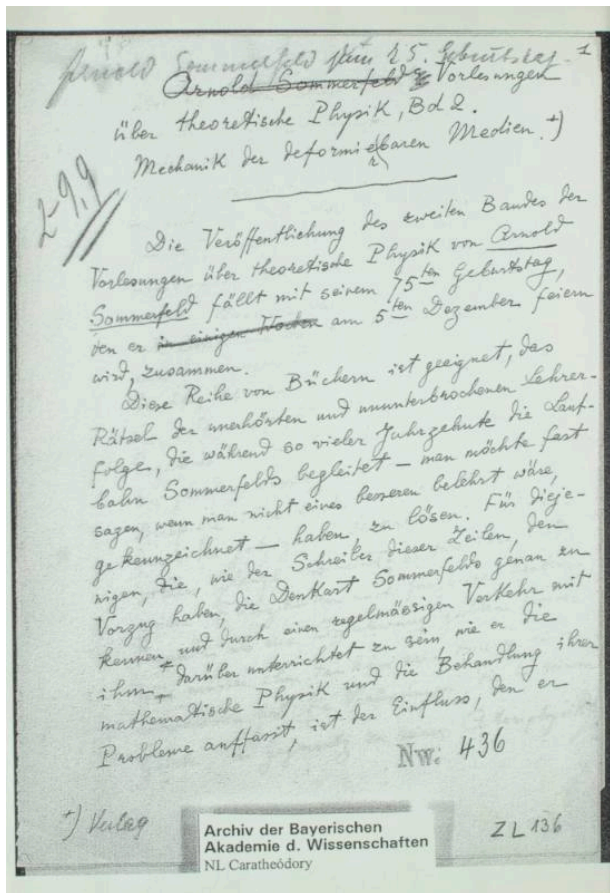 Arnold Sommerfeld zum 75. Geburtstag. 1
Arnold Sommerfeld's Vorlesungen
über theoretische Physik, Bd 2.
Mechanik der deformierbaren Medien. +)
29,9
Die Veröffentlichung des zweiten Bandes der
Vorlesungen über theoretische Physik von Arnold
Sommerfeld fällt mit seinem 75ten Geburtstag,
den er in einigen Wochen am 5ten Dezember feiern
wird, zusammen.
Diese Reihe von Büchern ist geeignet, das
Rätsel der unerhörten und ununterbrochenen Lehrer-
folge, die während so vieler Jahrzehnte die Lauf-
bahn Sommerfelds begleitet — man möchte fast
sagen, wenn man nicht eines besseren belehrt wäre,
gekennzeichnet — haben, zu lösen. Für dieje-
nigen, die, wie der Schreiber dieser Zeilen, den
Vorzug haben, die Denkart Sommerfelds genau zu
kennen und durch einen regelmässigen Verkehr mit
ihm darüber unterrichtet zu sein, wie er die
mathematische Physik und die Behandlung ihrer
Probleme auffasst, ist der Einfluss, den er
Nw: 436
+) Verlag
Archiv der Bayerischen
Akademie d. Wissenschaften
NL Caratheódory
ZL 136